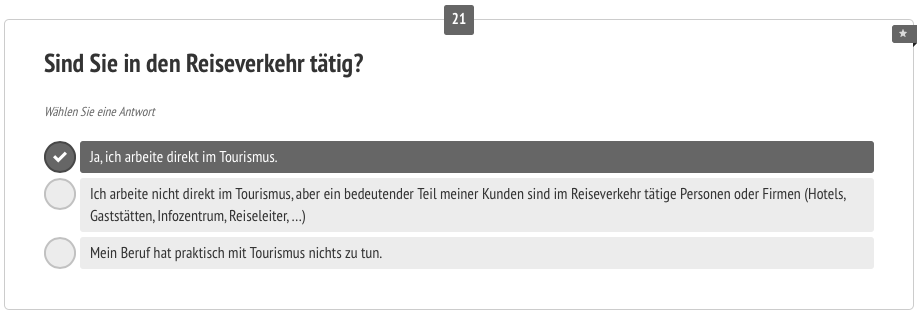 21
Sind Sie in den Reiseverkehr tätig?
Wählen Sie eine Antwort
Ja, ich arbeite direkt im Tourismus.
Ich arbeite nicht direkt im Tourismus, aber ein bedeutender Teil meiner Kunden sind im Reiseverkehr tätige Personen oder Firmen (Hotels,
Gaststätten, Infozentrum, Reiseleiter, ...)
Mein Beruf hat praktisch mit Tourismus nichts zu tun.